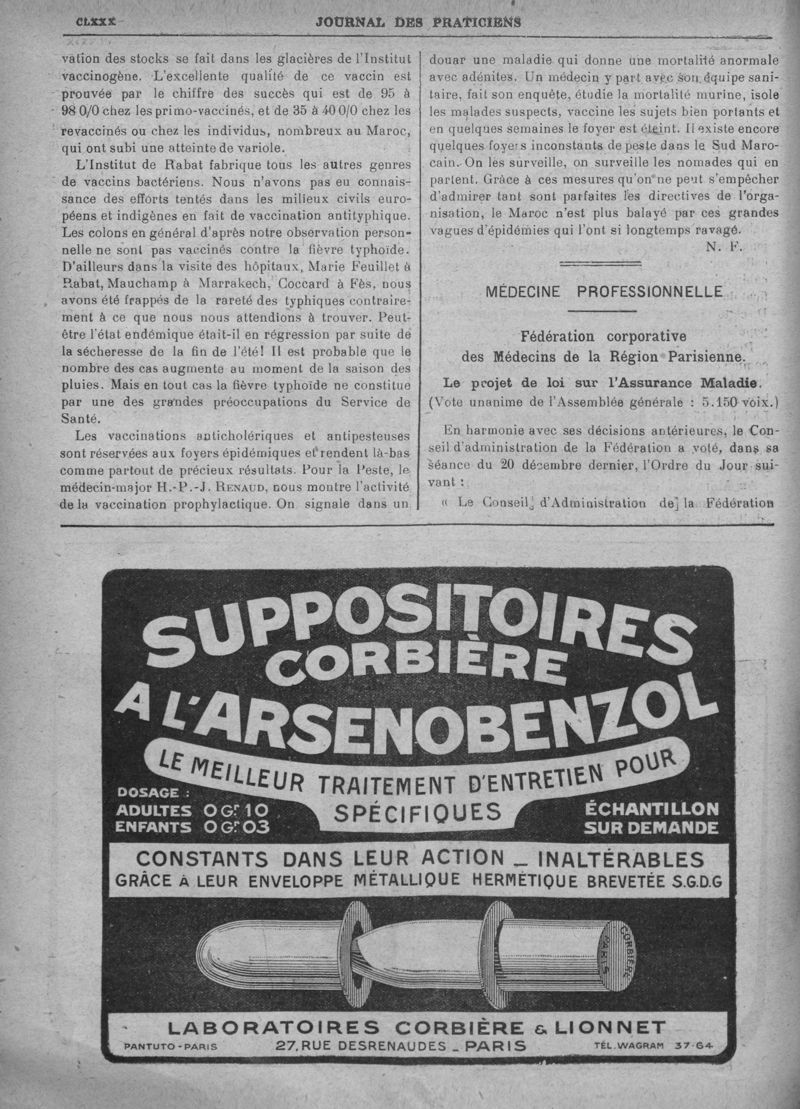 CLXXX
JOURNAL DES PRATICIENS
vation des stocks se fait dans les glacières de l'Institut
vaccinogène. L'excellente qualité de ce vaccin est
prouvée par le chiffre des succès qui est de 95 à
98 0/0 chez les primo-vaccinés, et de 35 à 40 0/0 chez les
revaccinés ou chez les individus, nombreux au Maroc,
qui ont subi une atteinte de variole.
L'Institut de Rabat fabrique tous les autres genres
de vaccins bactériens. Nous n'avons pas eu connais-
sance des efforts tentés dans les milieux civils euro-
péens et indigènes en fait de vaccination antityphique.
Les colons en général d'après notre observation person-
nelle ne sont pas vaccinés contre la fièvre typhoïde.
D'ailleurs dans la visite des hôpitaux, Marie Feuillet à
Rabat, Mauchamp à Marrakech, Coccard à Fès, nous
avons été frappés de la rareté des typhiques contraire-
ment à ce que nous nous attendions à trouver. Peut-
être l'état endémique était-il en régression par suite de
la sécheresse de la fin de l'été! Il est probable que le
nombre des cas augmente au moment de la saison des
pluies. Mais en tout cas la fièvre typhoïde ne constitue
par une des grandes préoccupations du Service de
Santé.
Les vaccinations anticholériques et antipesteuses
sont réservées aux foyers épidémiques et rendent là-bas
comme partout de précieux résultats. Pour la Peste, le
médecin-major H.-P.-J. RENAUD, nous montre l'activité
de la vaccination prophylactique. On signale dans un
douar une maladie qui donne une mortalité anormale
avec adénites. Un médecin y part avec son équipe sani-
taire, fait son enquête, étudie la mortalité murine, isole
les malades suspects, vaccine les sujets bien portants et
en quelques semaines le foyer est éteint. Il existe encore
quelques foyers inconstants de peste dans le Sud Maro-
cain. On les surveille, on surveille les nomades qui en
partent. Grâce à ces mesures qu'on ne peut s'empêcher
d'admirer tant sont parfaites les directives de l'orga-
nisation, le Maroc n'est plus balayé par ces grandes
vagues d'épidémies qui l'ont si longtemps ravagé.
N. F.
MÉDECINE PROFESSIONNELLE
Fédération corporative
des Médecins de la Région Parisienne.
Le projet de loi sur l'Assurance Maladie.
(Vote unanime de l'Assemblée générale : 5.150 voix.)
En harmonie avec ses décisions antérieures, le Con-
seil d'administration de la Fédération a voté, dans sa
séance du 20 décembre dernier, l'Ordre du Jour sui-
vant :
« Le Conseil d'Administration de la Fédération
SUPPOSITOIRES
CORBIÈRE
A L'ARSENOBENZOL
LE MEILLEUR TRAITEMENT D'ENTRETIEN POUR
SPÉCIFIQUES
DOSAGE :
ADULTES 0 Gr. 10
ENFANTS 0 Gr. 03
ÉCHANTILLON
SUR DEMANDE
CONSTANTS DANS LEUR ACTION _ INALTÉRABLES
GRÂCE A LEUR ENVELOPPE MÉTALLIQUE HERMÉTIQUE BREVETÉE S.G.D.G
CORBIÈRE
PARIS
LABORATOIRES CORBIÈRE & LIONNET
PANTUTO - PARIS
27, RUE DESRENAUDES _ PARIS
TÉL. WAGRAM 37-64